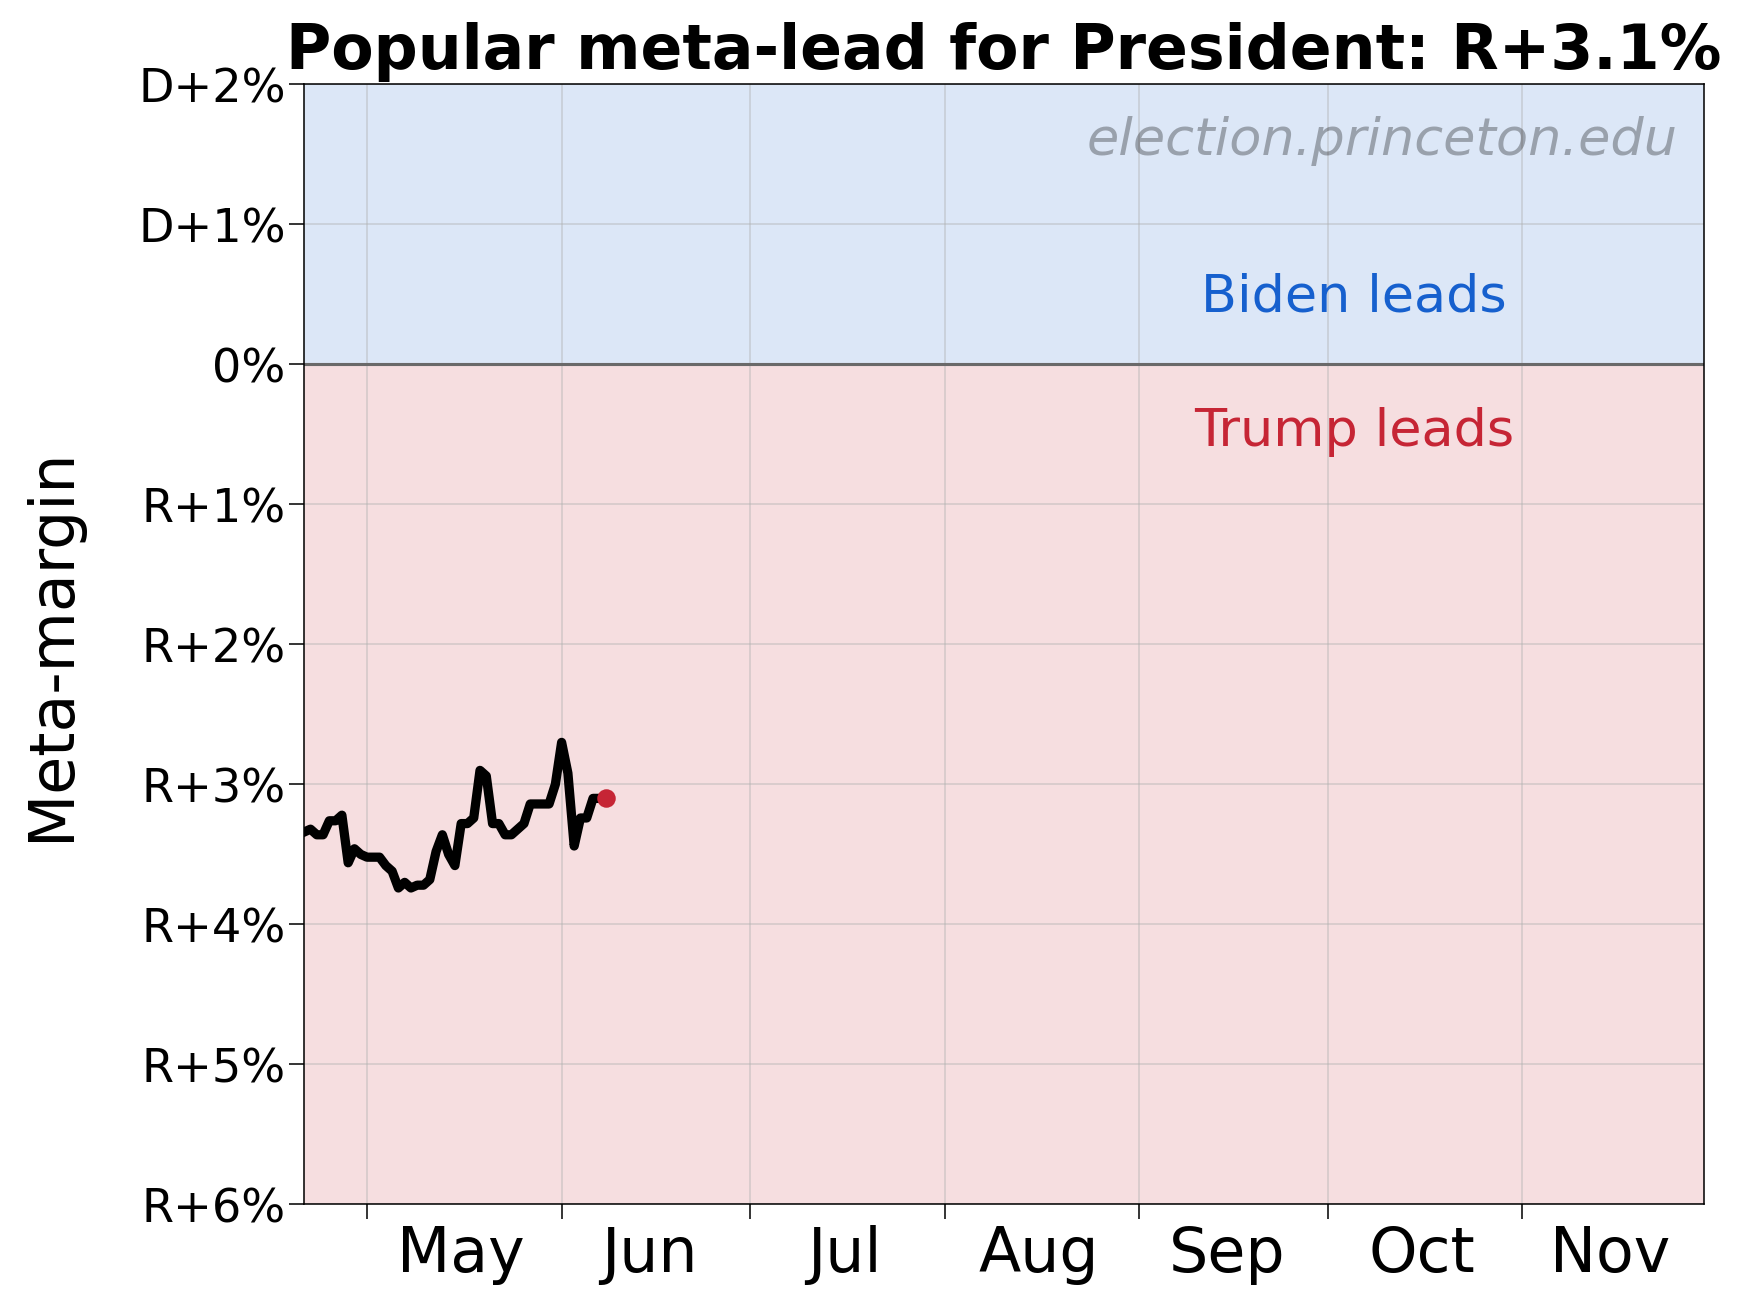 Popular meta-lead for President: R+3.1%
D+2%
election.princeton.edu
D+1%
Biden leads
0%
Trump leads
R+1%
Meta-margin
R+2%
R+3%
R+4%
R+5%
R+6%
May Jun Jul Aug Sep Oct Nov